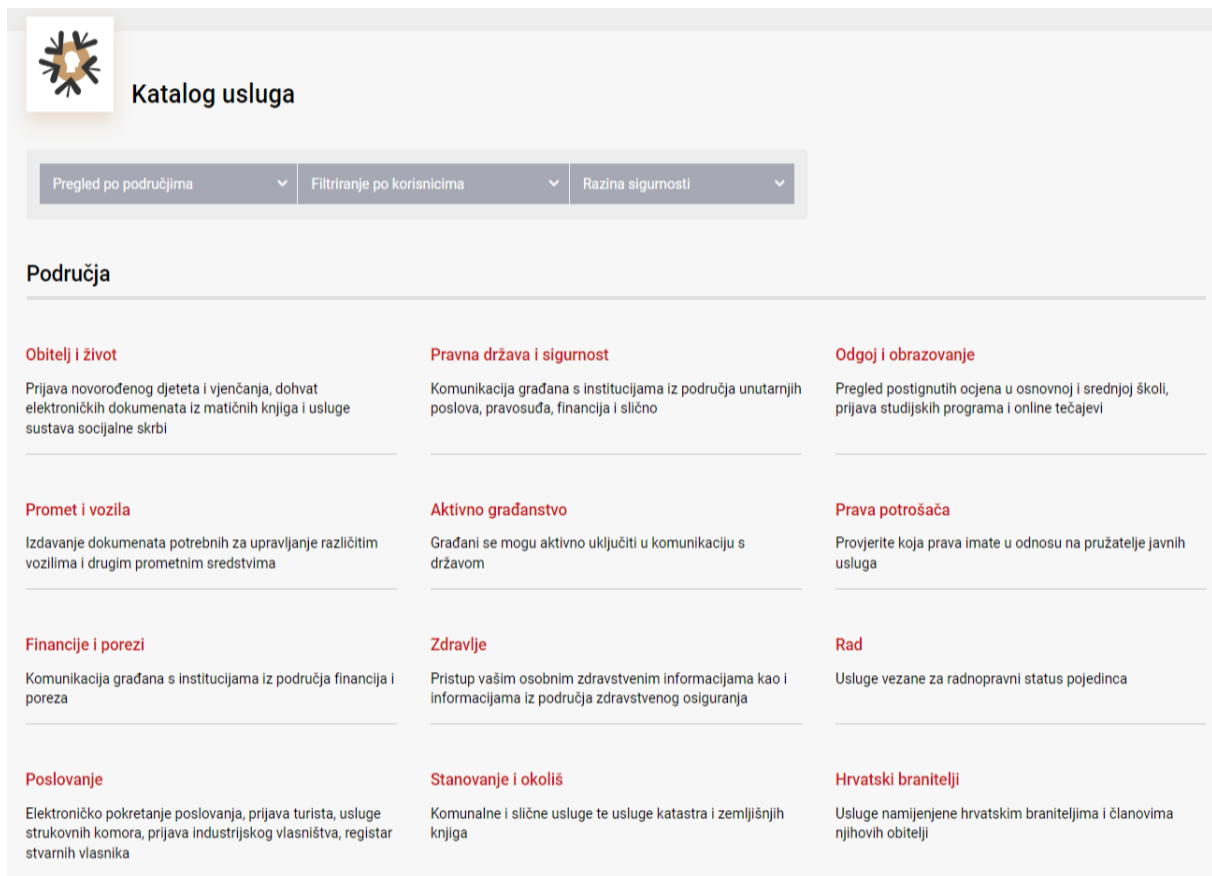 Katalog usluga
Pregled po područjima
Filtriranje po korisnicima
Razina sigurnosti
Područja
Obitelj i život
Prijava novorođenog djeteta i vjenčanja, dohvat
elektroničkih dokumenata iz matičnih knjiga i usluge
sustava socijalne skrbi
Pravna država i sigurnost
Komunikacija građana s institucijama iz područja unutarnjih
poslova, pravosuđa, financija i slično
Odgoj i obrazovanje
Pregled postignutih ocjena u osnovnoj i srednjoj školi,
prijava studijskih programa i online tečajevi
Promet i vozila
Izdavanje dokumenata potrebnih za upravljanje različitim
vozilima i drugim prometnim sredstvima
Aktivno građanstvo
Građani se mogu aktivno uključiti u komunikaciju s
državom
Prava potrošača
Provjerite koja prava imate u odnosu na pružatelje javnih
usluga
Financije i porezi
Komunikacija građana s institucijama iz područja financija i
poreza
Zdravlje
Pristup vašim osobnim zdravstvenim informacijama kao i
informacijama iz područja zdravstvenog osiguranja
Rad
Usluge vezane za radnopravni status pojedinca
Poslovanje
Elektroničko pokretanje poslovanja, prijava turista, usluge
strukovnih komora, prijava industrijskog vlasništva, registar
stvarnih vlasnika
Stanovanje i okoliš
Komunalne i slične usluge te usluge katastra i zemljišnjih
knjiga
Hrvatski branitelji
Usluge namijenjene hrvatskim braniteljima i članovima
njihovih obitelji